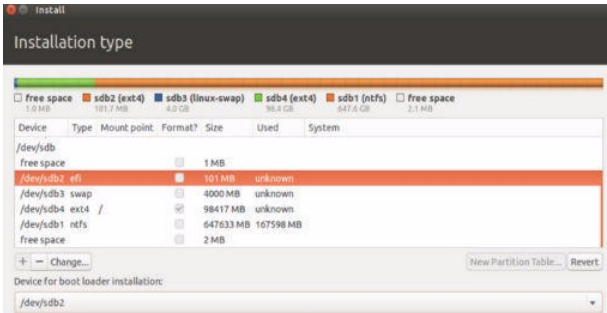 Install
Installation type
free space sdb2 (ext4) sdb3 (linux-swap) sdb4 (ext4) sdb1 (ntfs) free space
1.0 MB 101.7 MB 4.0 GB 98.4 GB 647.6 GB 2.1 MB
Device Type Mount point Format? Size Used System
/dev/sdb
free space 1 MB
/dev/sdb2 efi 101 MB unknown
/dev/sdb3 swap 4000 MB unknown
/dev/sdb4 ext4 / 98417 MB unknown
/dev/sdb1 ntfs 647633 MB 167598 MB
free space 2 MB
+ − Change... New Partition Table... Revert
Device for boot loader installation:
/dev/sdb2